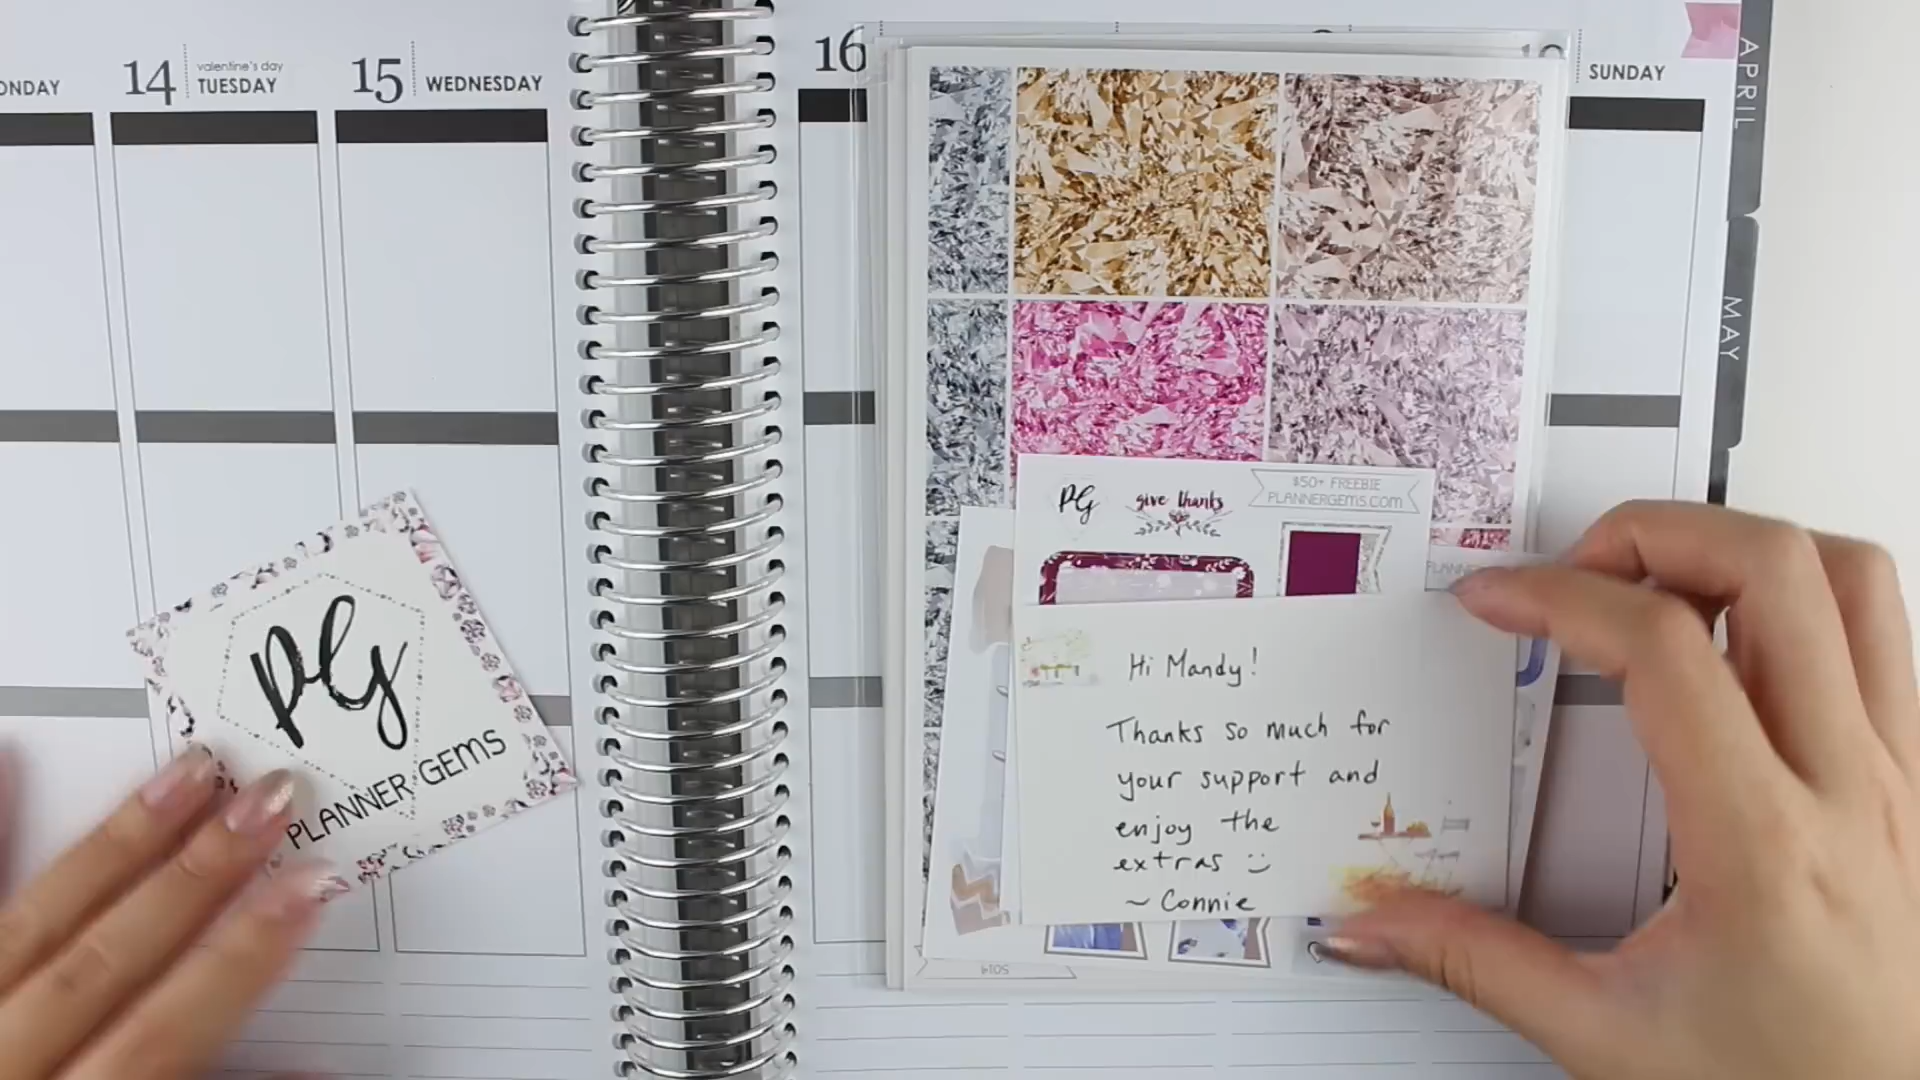 ONDAY
14
valentine's day
TUESDAY
15
WEDNESDAY
16
SUNDAY
APRIL
MAY
PG
give thanks
$50+ FREEBIE
PLANNERGEMS.COM
PG
PLANNER GEMS
Hi Mandy!
Thanks so much for
your support and
enjoy the
extras :)
~ Connie